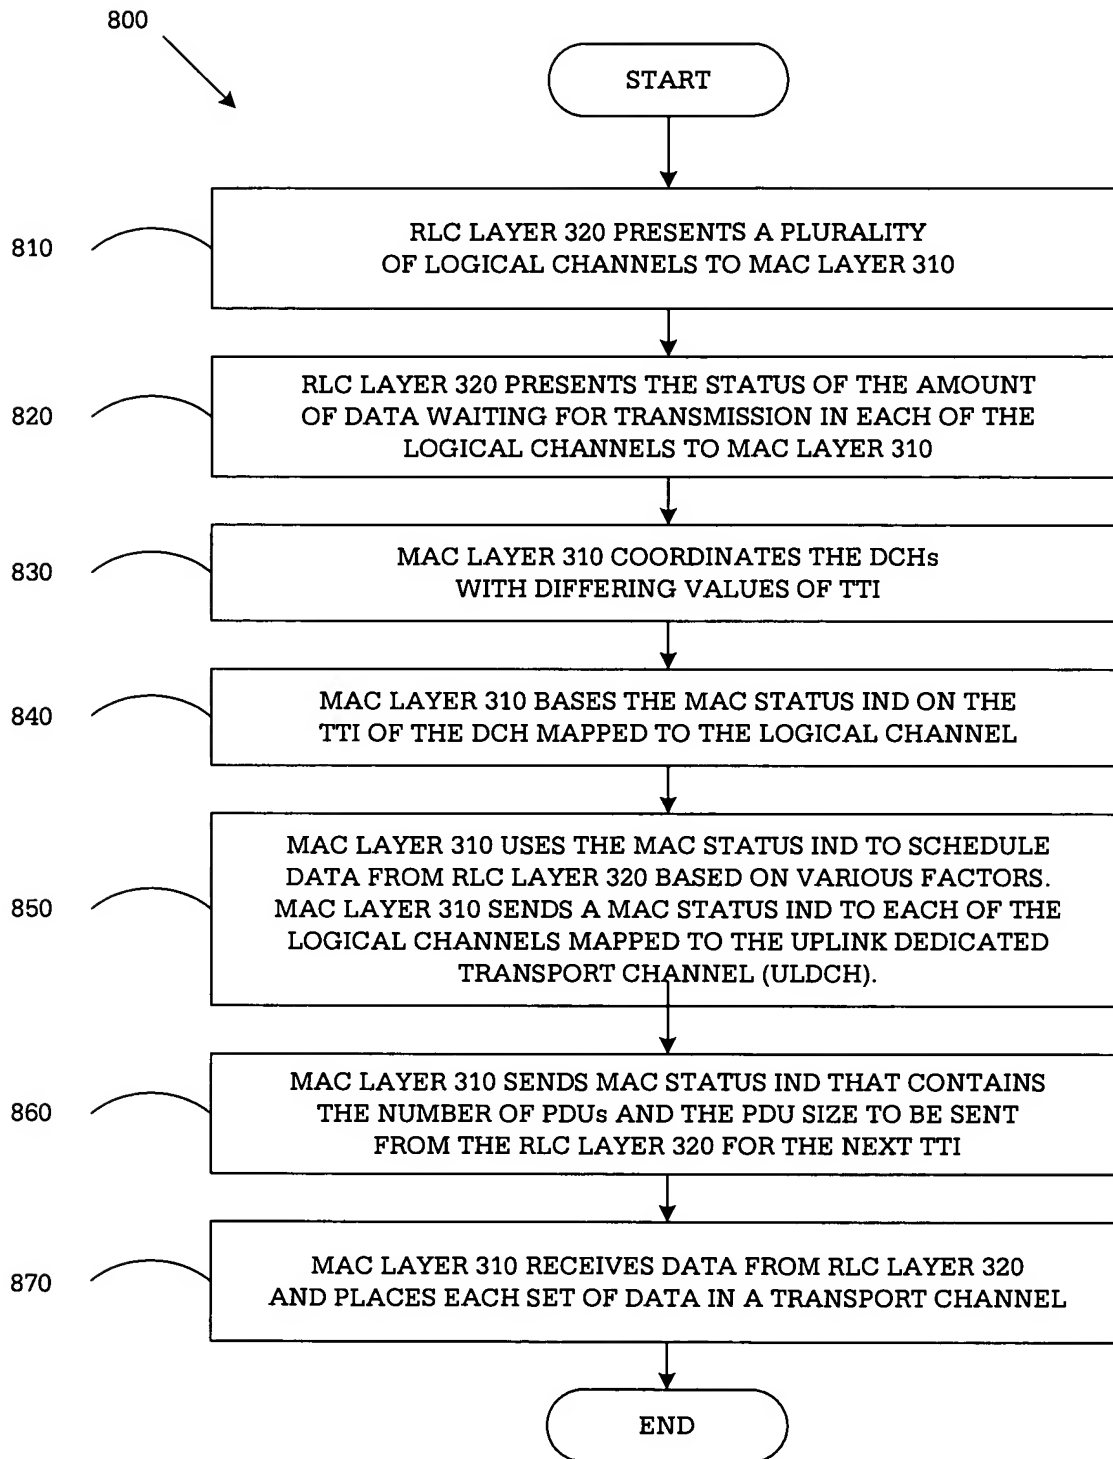 800
START
810
RLC LAYER 320 PRESENTS A PLURALITY
OF LOGICAL CHANNELS TO MAC LAYER 310
820
RLC LAYER 320 PRESENTS THE STATUS OF THE AMOUNT
OF DATA WAITING FOR TRANSMISSION IN EACH OF THE
LOGICAL CHANNELS TO MAC LAYER 310
830
MAC LAYER 310 COORDINATES THE DCHs
WITH DIFFERING VALUES OF TTI
840
MAC LAYER 310 BASES THE MAC STATUS IND ON THE
TTI OF THE DCH MAPPED TO THE LOGICAL CHANNEL
850
MAC LAYER 310 USES THE MAC STATUS IND TO SCHEDULE
DATA FROM RLC LAYER 320 BASED ON VARIOUS FACTORS.
MAC LAYER 310 SENDS A MAC STATUS IND TO EACH OF THE
LOGICAL CHANNELS MAPPED TO THE UPLINK DEDICATED
TRANSPORT CHANNEL (ULDCH).
860
MAC LAYER 310 SENDS MAC STATUS IND THAT CONTAINS
THE NUMBER OF PDUs AND THE PDU SIZE TO BE SENT
FROM THE RLC LAYER 320 FOR THE NEXT TTI
870
MAC LAYER 310 RECEIVES DATA FROM RLC LAYER 320
AND PLACES EACH SET OF DATA IN A TRANSPORT CHANNEL
END